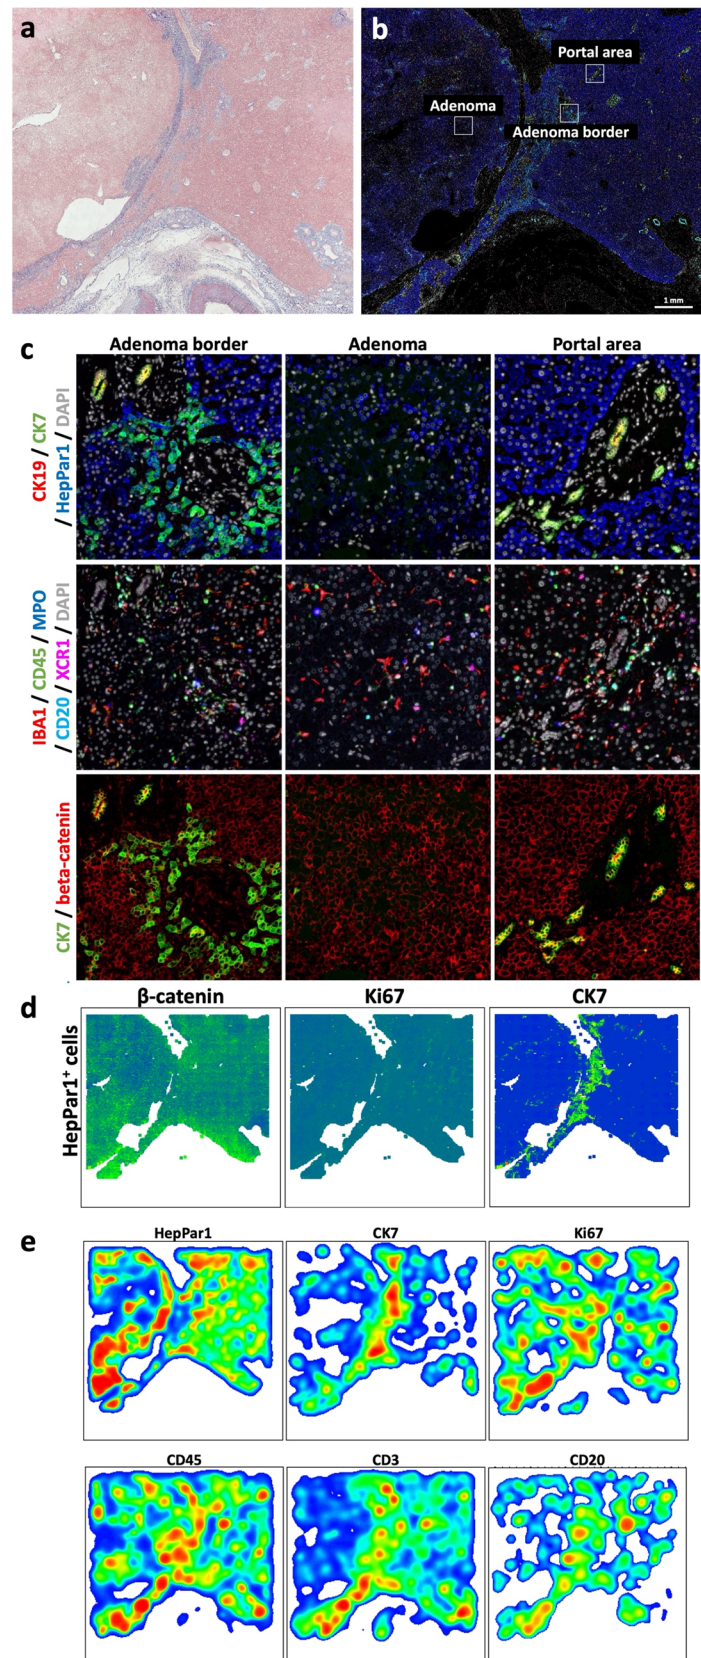 a
b
Portal area
Adenoma
Adenoma border
1 mm
c
Adenoma border
Adenoma
Portal area
CK19 / CK7
/ HepPar1 / DAPI
IBA1 / CD45 / MPO
/ CD20 / XCR1 / DAPI
CK7 / beta-catenin
d
β-catenin
Ki67
CK7
HepPar1⁺ cells
e
HepPar1
CK7
Ki67
CD45
CD3
CD20